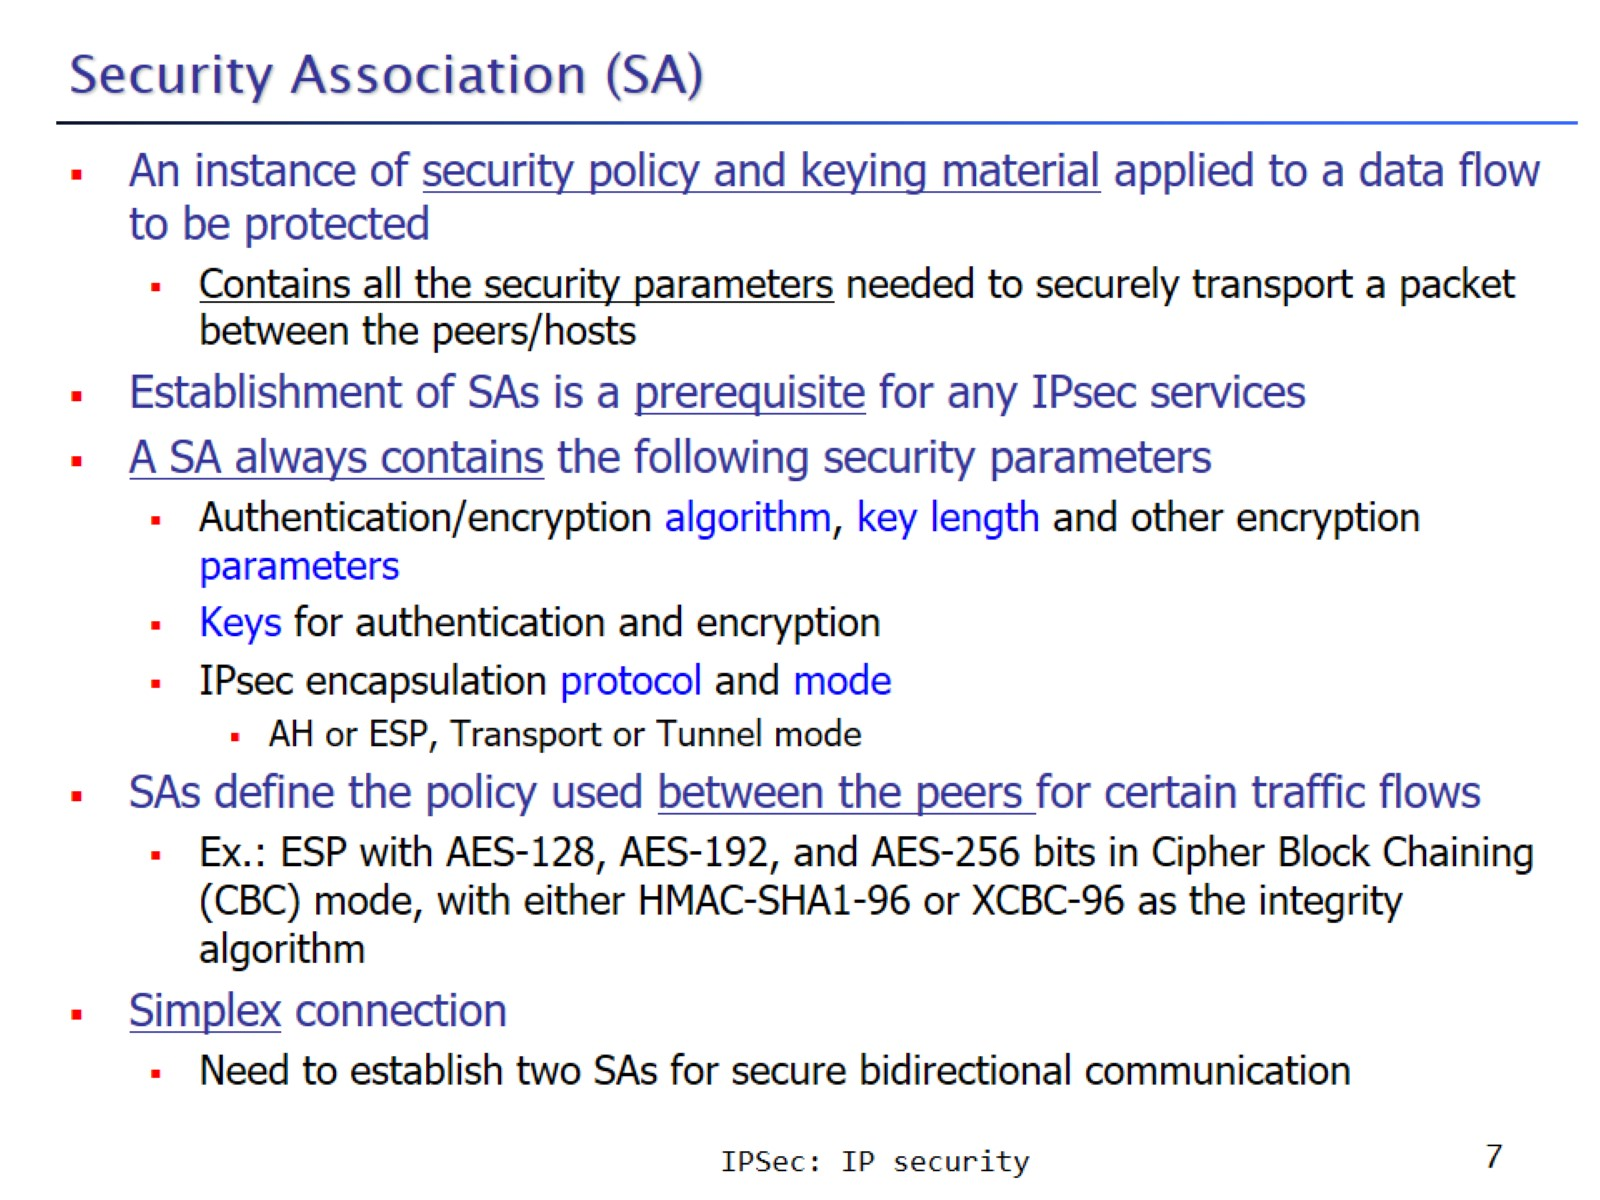 Security Association (SA)
▪ An instance of security policy and keying material applied to a data flow
to be protected
▪ Contains all the security parameters needed to securely transport a packet
between the peers/hosts
▪ Establishment of SAs is a prerequisite for any IPsec services
▪ A SA always contains the following security parameters
▪ Authentication/encryption algorithm, key length and other encryption
parameters
▪ Keys for authentication and encryption
▪ IPsec encapsulation protocol and mode
▪ AH or ESP, Transport or Tunnel mode
▪ SAs define the policy used between the peers for certain traffic flows
▪ Ex.: ESP with AES-128, AES-192, and AES-256 bits in Cipher Block Chaining
(CBC) mode, with either HMAC-SHA1-96 or XCBC-96 as the integrity
algorithm
▪ Simplex connection
▪ Need to establish two SAs for secure bidirectional communication
IPSec: IP security
7